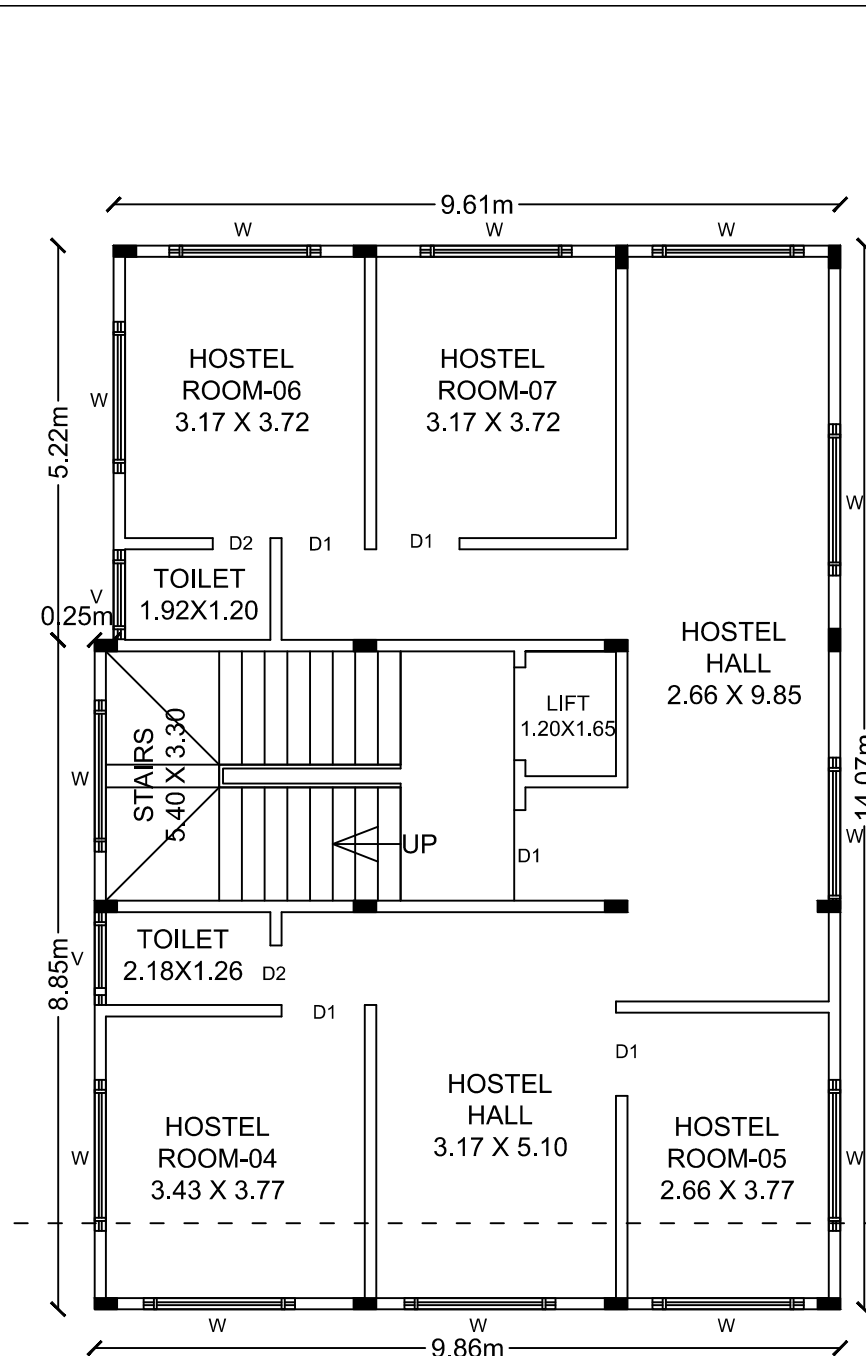 9.61m
W
W
W
HOSTEL
ROOM-06
3.17 X 3.72
HOSTEL
ROOM-07
3.17 X 3.72
W
5.22m
W
D2
D1
D1
TOILET
1.92X1.20
V
0.25m
HOSTEL
HALL
2.66 X 9.85
LIFT
1.20X1.65
STAIRS
5.40 X 3.30
W
14.07m
W
UP
D1
TOILET
2.18X1.26
V
D2
8.85m
D1
D1
HOSTEL
HALL
3.17 X 5.10
HOSTEL
ROOM-04
3.43 X 3.77
HOSTEL
ROOM-05
2.66 X 3.77
W
W
W
W
W
9.86m